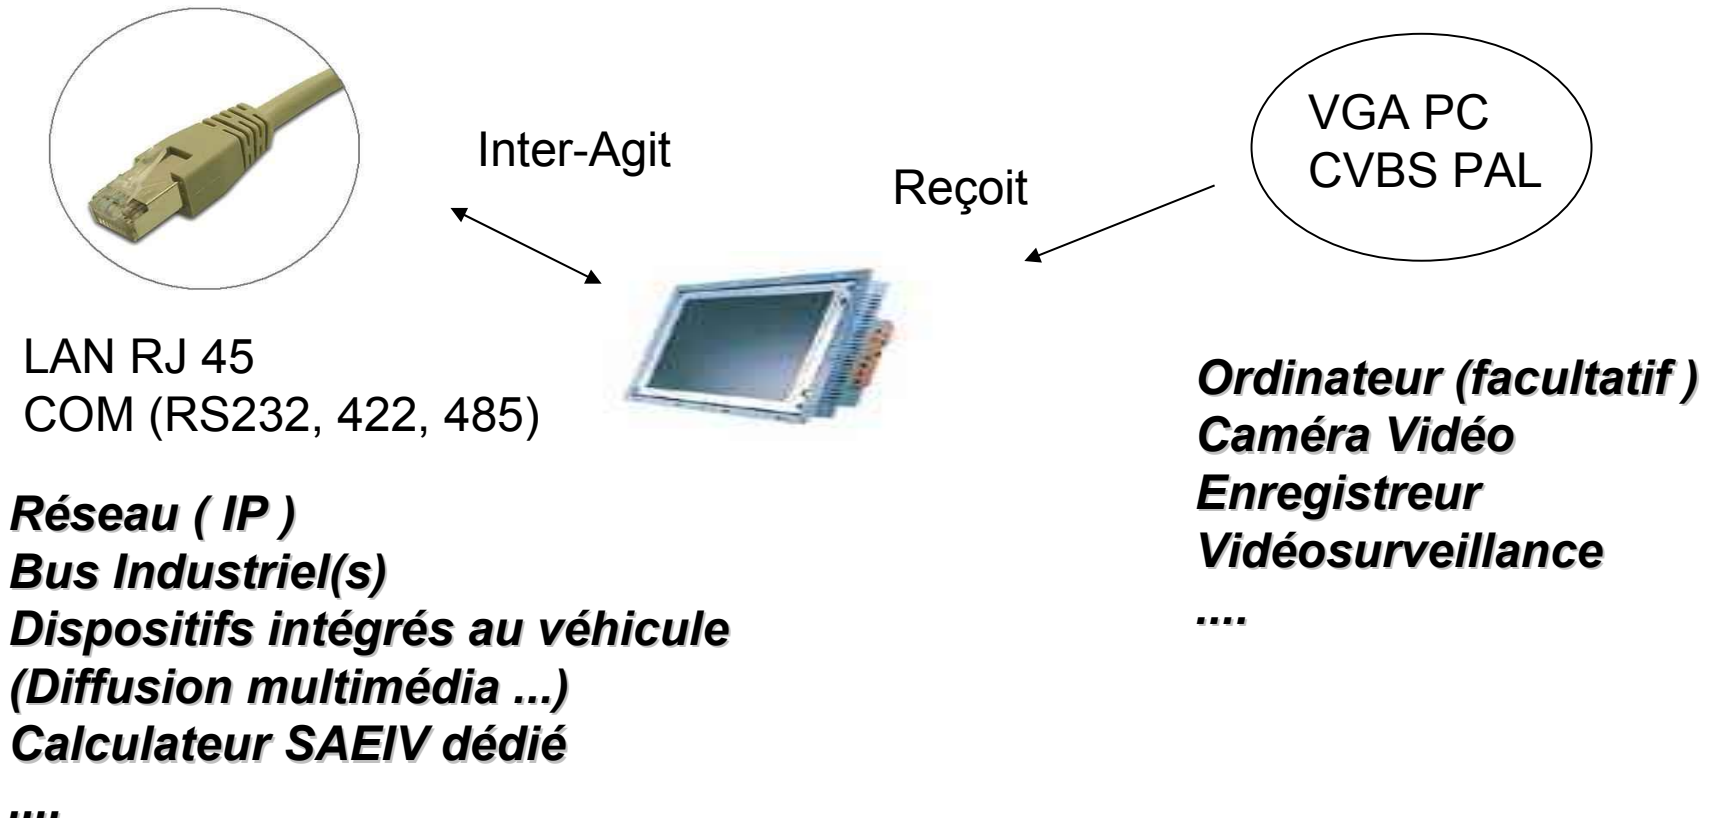 Inter-Agit
Reçoit
VGA PC
CVBS PAL
LAN RJ 45
COM (RS232, 422, 485)
Réseau ( IP )
Bus Industriel(s)
Dispositifs intégrés au véhicule
(Diffusion multimédia ...)
Calculateur SAEIV dédié
....
Ordinateur (facultatif )
Caméra Vidéo
Enregistreur
Vidéosurveillance
....